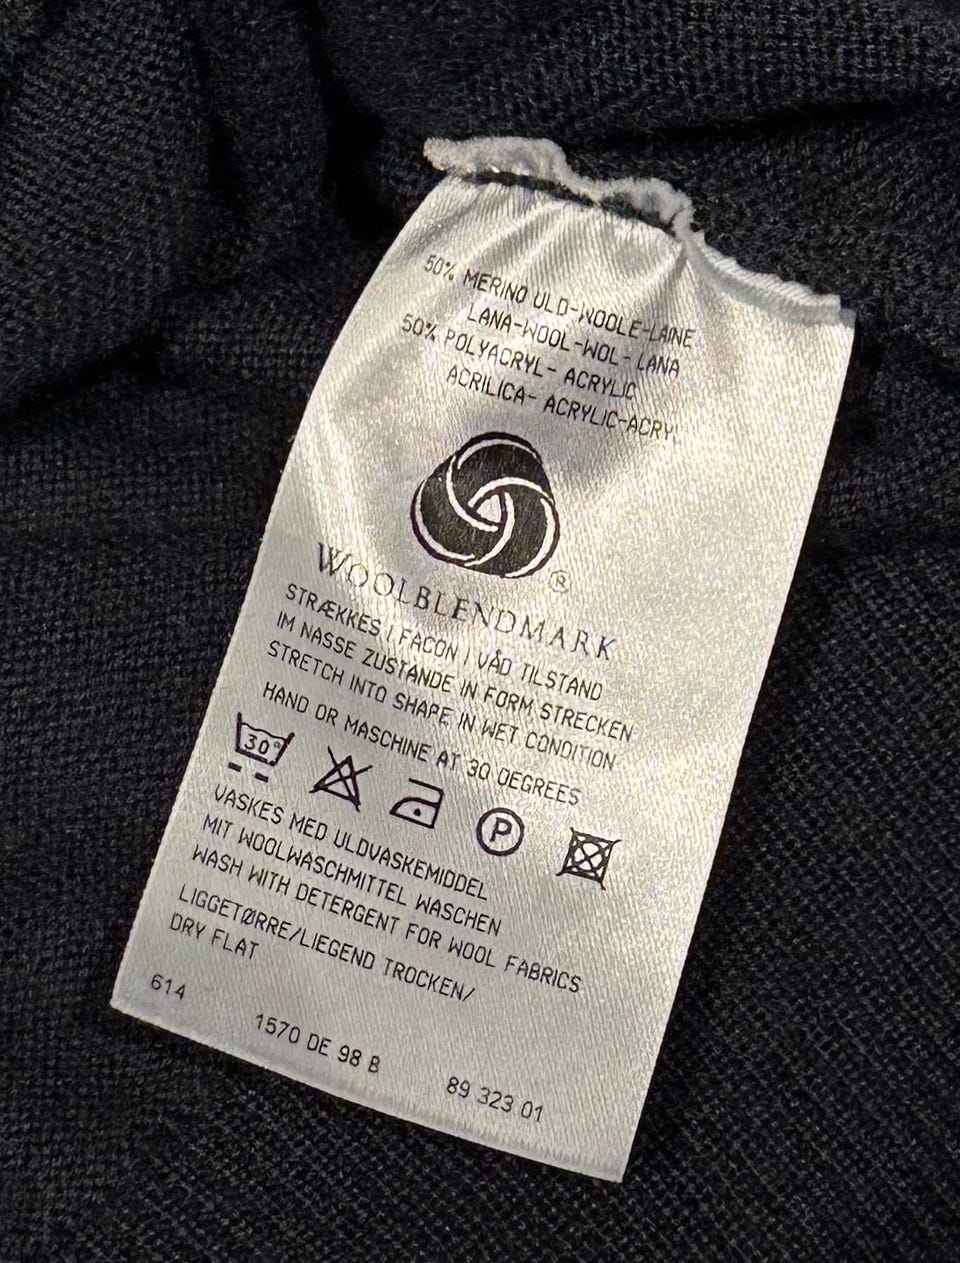 50% MERINO ULD-WOOLE-LAINE
LANA-WOOL-WOL-LANA
50% POLYACRYL- ACRYLIC
ACRILICA- ACRYLIC-ACRYL
®
WOOLBLENDMARK
STRÆKKES I FACON I VÅD TILSTAND
IM NASSE ZUSTANDE IN FORM STRECKEN
STRETCH INTO SHAPE IN WET CONDITION
HAND OR MASCHINE AT 30 DEGREES
30° P
VASKES MED ULDVASKEMIDDEL
MIT WOOLWASCHMITTEL WASCHEN
WASH WITH DETERGENT FOR WOOL FABRICS
LIGGETØRRE/LIEGEND TROCKEN/
DRY FLAT
614
1570 DE 98 B
89 323 01